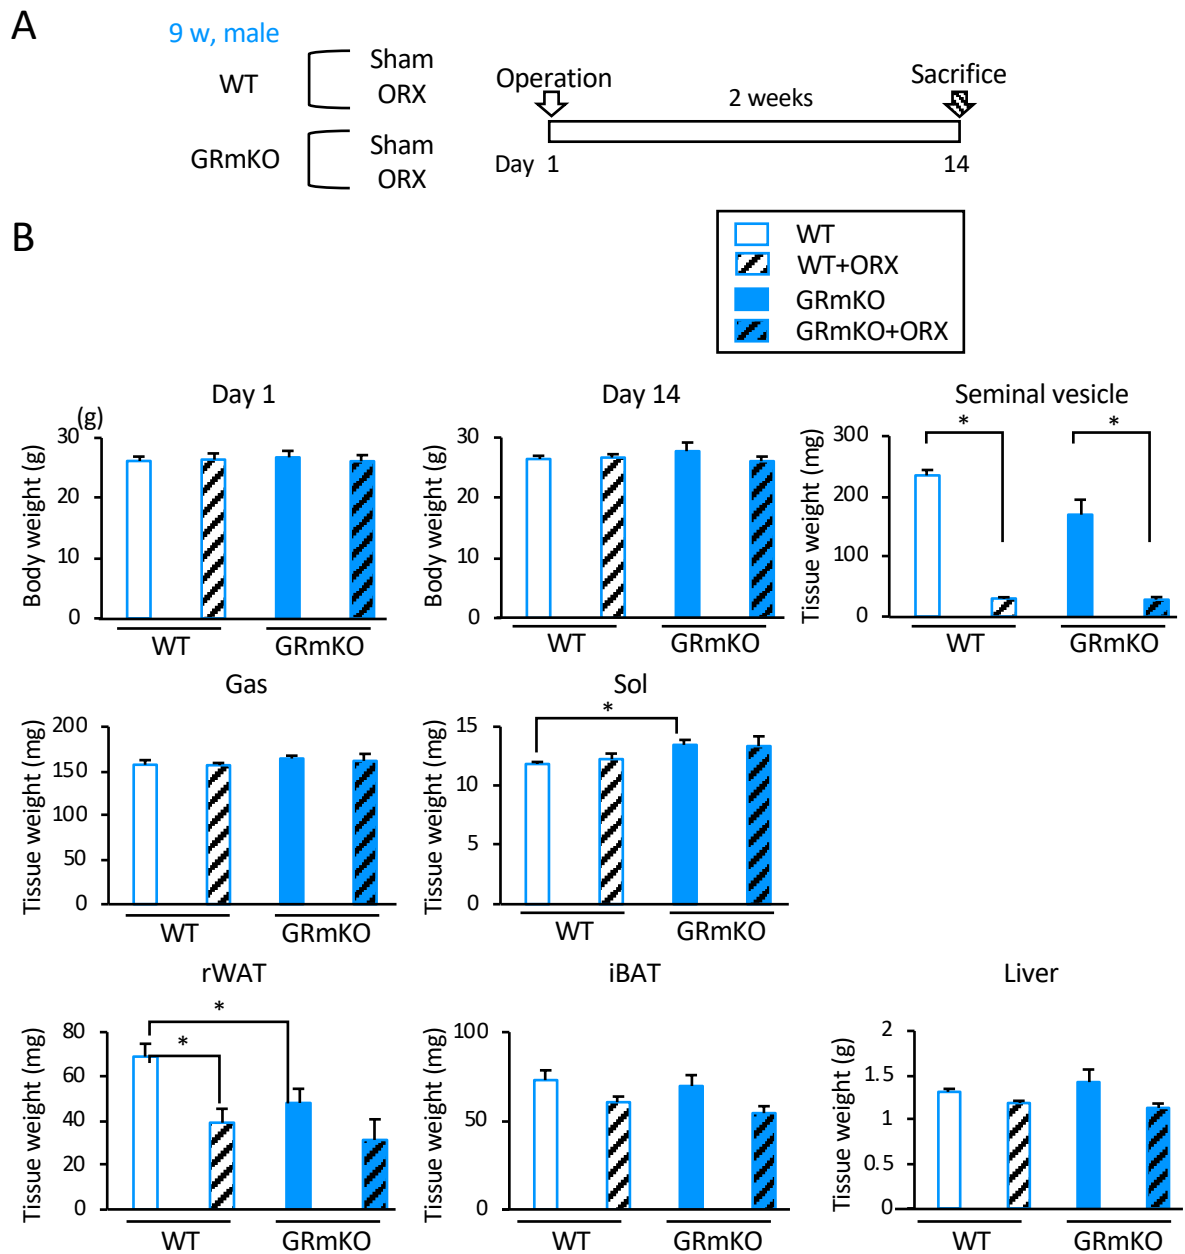 A
9 w, male
WT
Sham
ORX
GRmKO
Sham
ORX
Operation
2 weeks
Sacrifice
Day 1
14
B
WT
WT+ORX
GRmKO
GRmKO+ORX
Day 1
(g)
Body weight (g)
30
20
10
0
WT
GRmKO
Day 14
Body weight (g)
30
20
10
0
WT
GRmKO
Seminal vesicle
Tissue weight (mg)
300
200
100
0
*
*
WT
GRmKO
Gas
Tissue weight (mg)
200
150
100
50
0
WT
GRmKO
Sol
Tissue weight (mg)
15
10
5
0
*
WT
GRmKO
rWAT
Tissue weight (mg)
80
60
40
20
0
*
*
WT
GRmKO
iBAT
Tissue weight (mg)
100
50
0
WT
GRmKO
Liver
Tissue weight (g)
2
1.5
1
0.5
0
WT
GRmKO